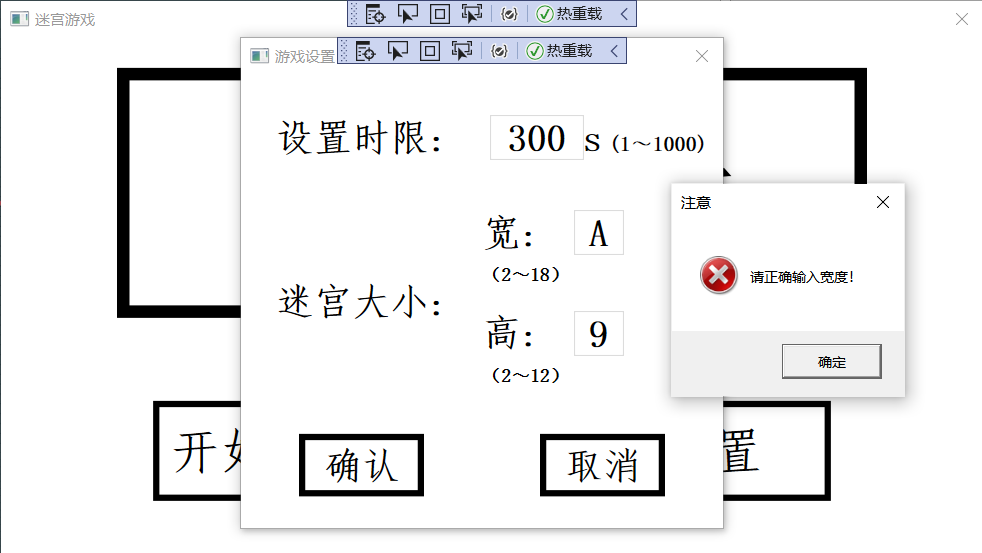 迷宫游戏
热重载
游戏设置
热重载
设置时限：
300
s（1～1000）
注意
请正确输入宽度！
确定
宽：
A
（2～18）
迷宫大小：
高：
9
（2～12）
开
置
确认
取消